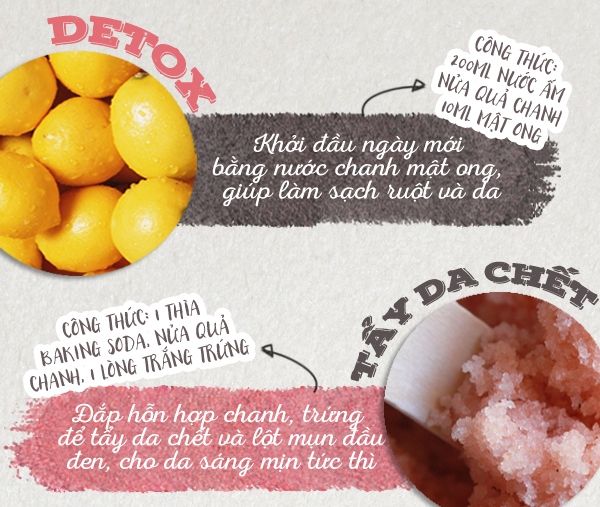 DETOX
CÔNG THỨC:
200ML NƯỚC ẤM
NỬA QUẢ CHANH
10ML MẬT ONG
Khởi đầu ngày mới
bằng nước chanh mật ong,
giúp làm sạch ruột và da
TẨY DA CHẾT
CÔNG THỨC: 1 THÌA
BAKING SODA, NỬA QUẢ
CHANH, 1 LÒNG TRẮNG TRỨNG
Đắp hỗn hợp chanh, trứng
để tẩy da chết và lột mụn đầu
đen, cho da sáng mịn tức thì